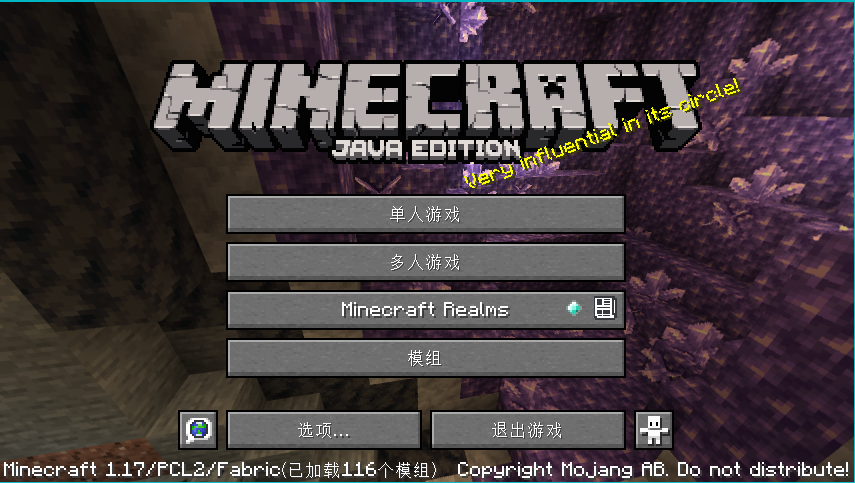 MINECRAFT
JAVA EDITION
Very influential in its circle!
单人游戏
多人游戏
Minecraft Realms
模组
选项...
退出游戏
Minecraft 1.17/PCL2/Fabric(已加载116个模组) Copyright Mojang AB. Do not distribute!